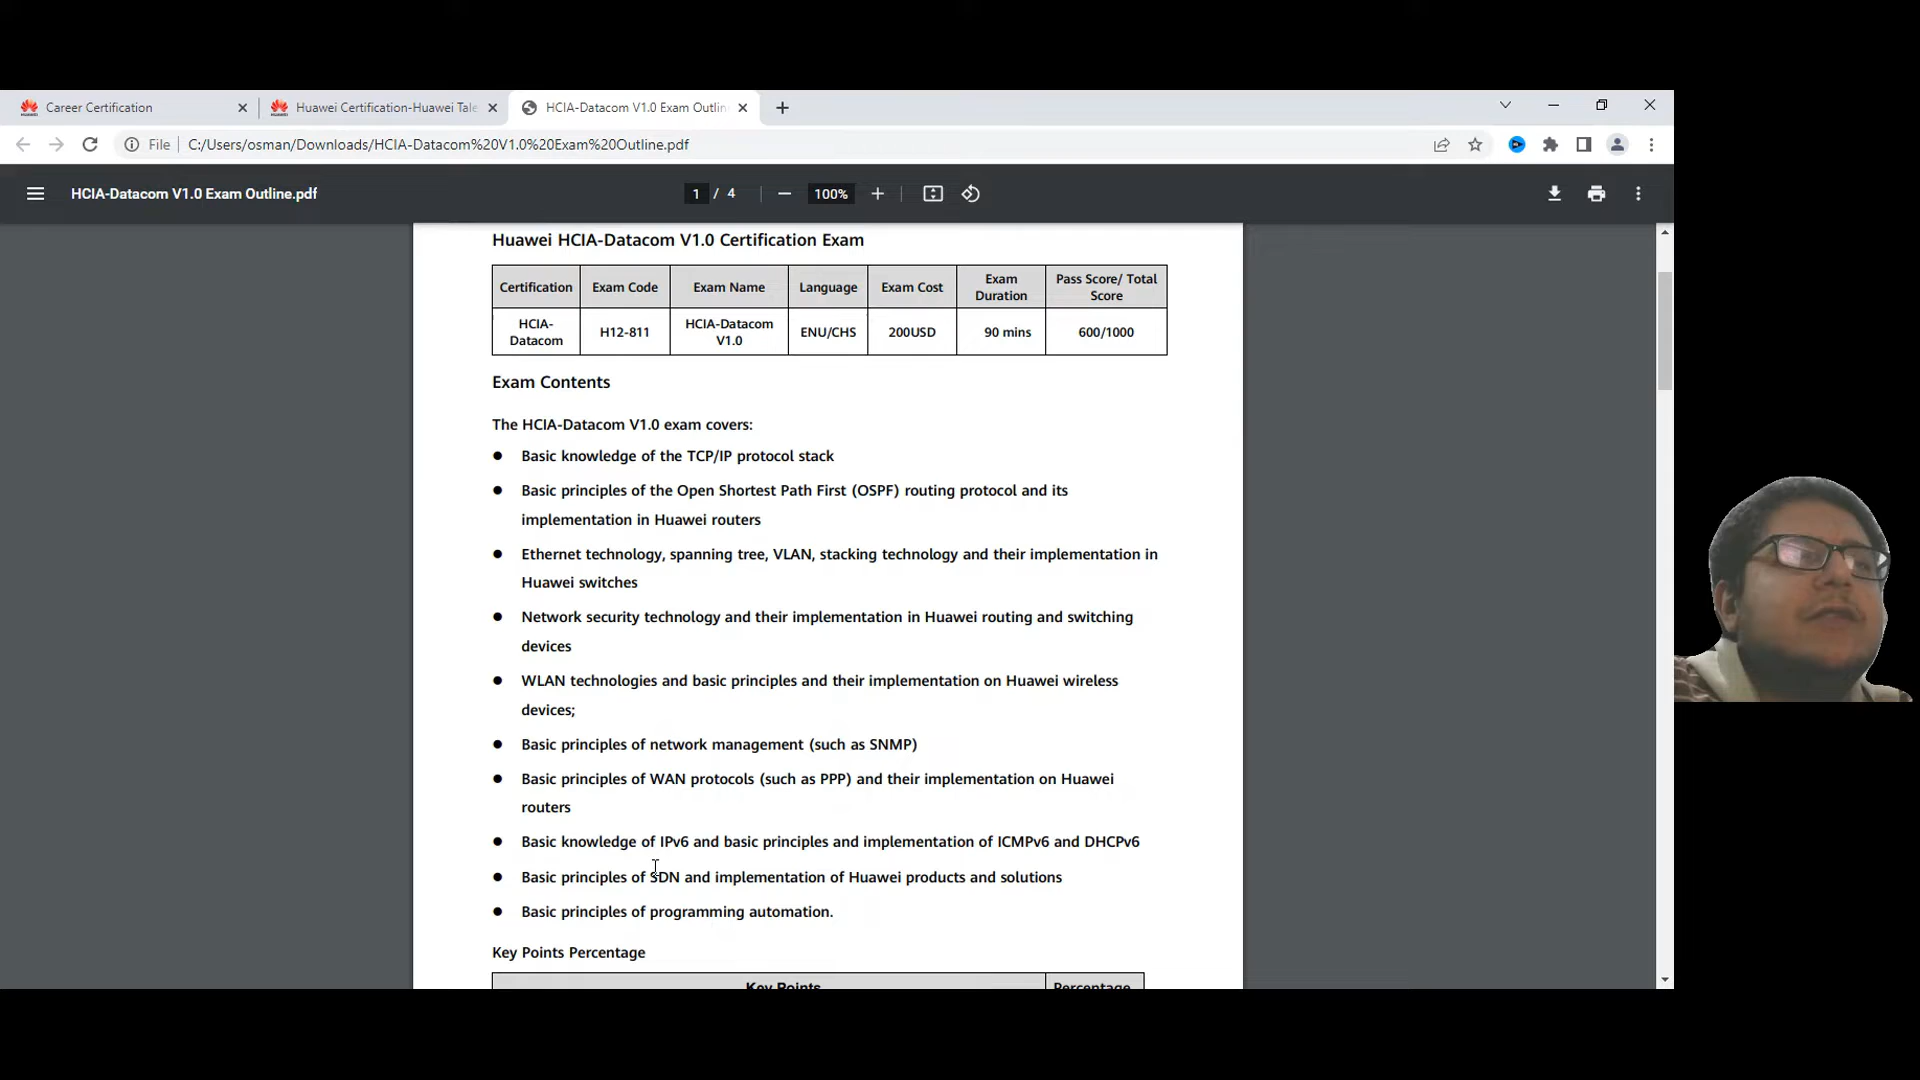 Career Certification
Huawei Certification-Huawei Tale
HCIA-Datacom V1.0 Exam Outlin
File
C:/Users/osman/Downloads/HCIA-Datacom%20V1.0%20Exam%20Outline.pdf
HCIA-Datacom V1.0 Exam Outline.pdf
1 / 4
100%
Huawei HCIA-Datacom V1.0 Certification Exam
Certification Exam Code Exam Name Language Exam Cost Exam Duration Pass Score/ Total Score
HCIA-Datacom H12-811 HCIA-Datacom V1.0 ENU/CHS 200USD 90 mins 600/1000
Exam Contents
The HCIA-Datacom V1.0 exam covers:
● Basic knowledge of the TCP/IP protocol stack
● Basic principles of the Open Shortest Path First (OSPF) routing protocol and its
implementation in Huawei routers
● Ethernet technology, spanning tree, VLAN, stacking technology and their implementation in
Huawei switches
● Network security technology and their implementation in Huawei routing and switching
devices
● WLAN technologies and basic principles and their implementation on Huawei wireless
devices;
● Basic principles of network management (such as SNMP)
● Basic principles of WAN protocols (such as PPP) and their implementation on Huawei
routers
● Basic knowledge of IPv6 and basic principles and implementation of ICMPv6 and DHCPv6
● Basic principles of SDN and implementation of Huawei products and solutions
● Basic principles of programming automation.
Key Points Percentage
Key Points Percentage